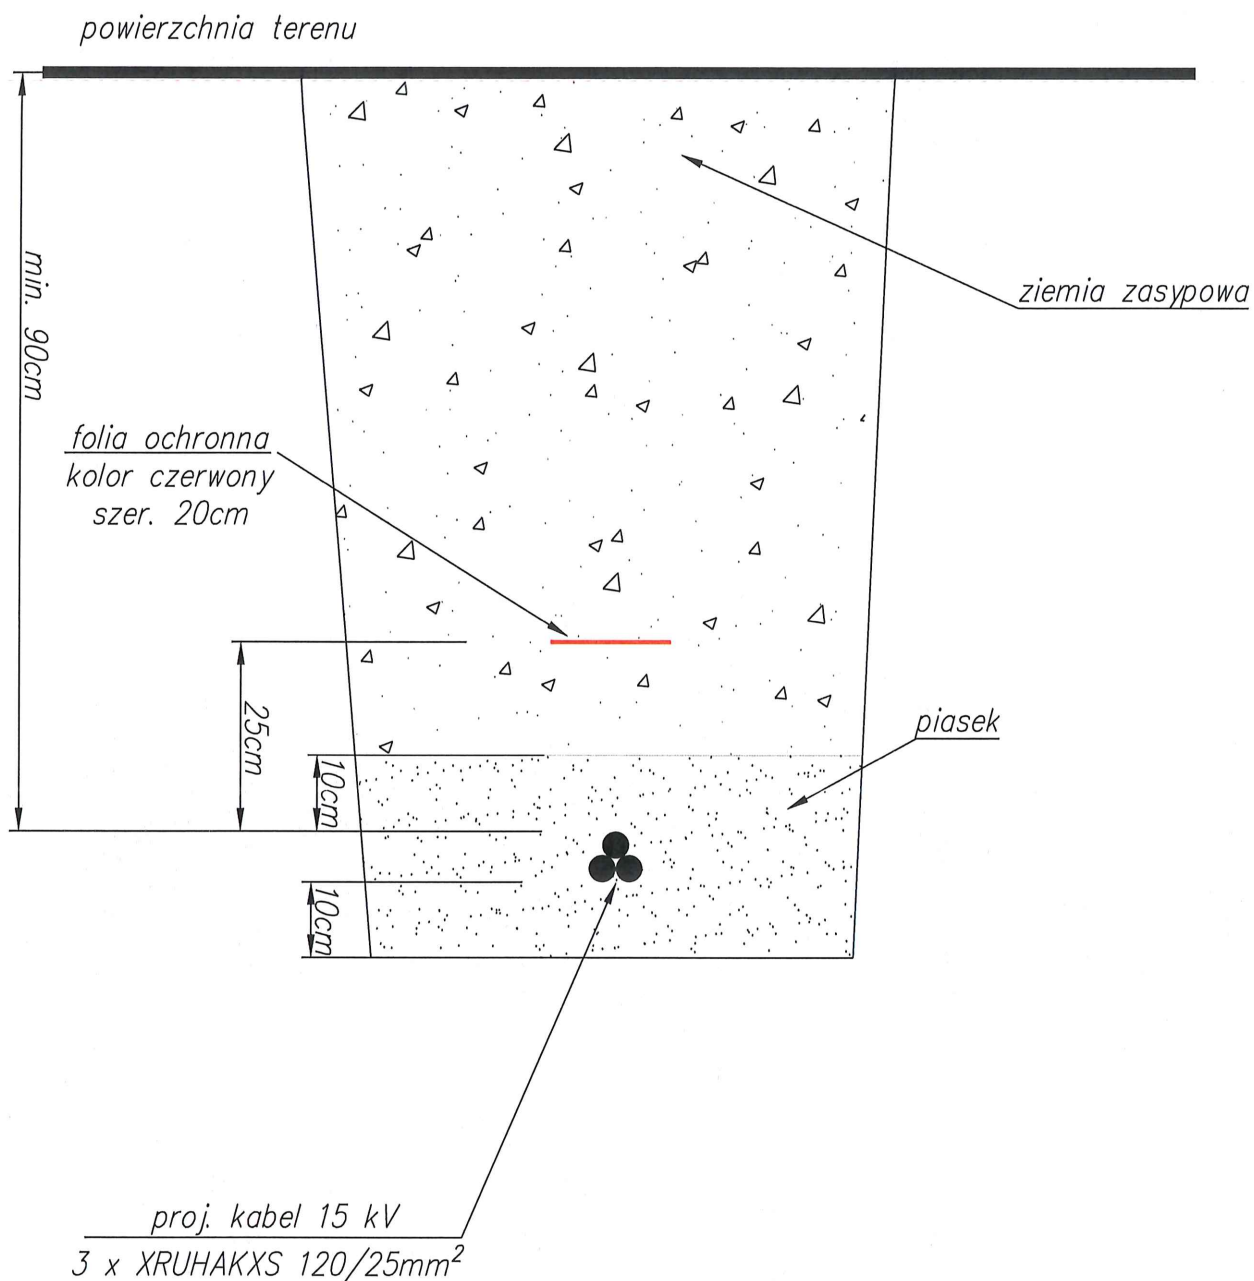 powierzchnia terenu
min. 90cm
ziemia zasypowa
folia ochronna
kolor czerwony
szer. 20cm
25cm
10cm
piasek
10cm
proj. kabel 15 kV
3 x XRUHAKXS 120/25mm²